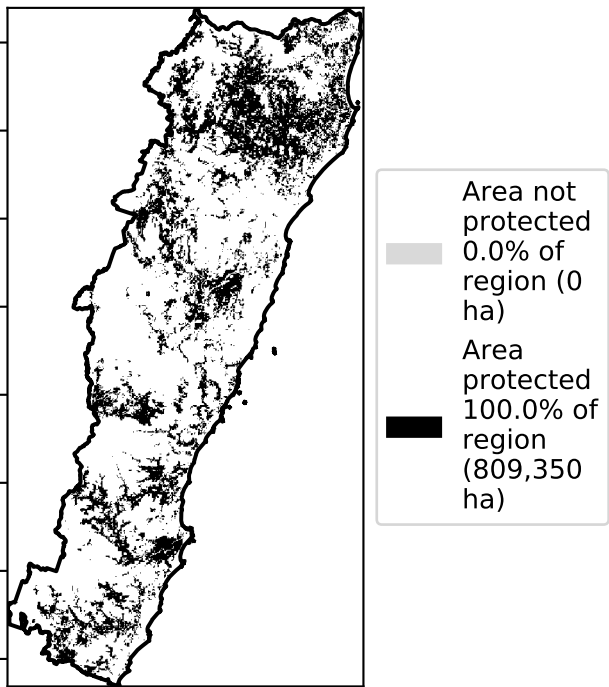 Area not
protected
0.0% of
region (0
ha)
Area
protected
100.0% of
region
(809,350
ha)